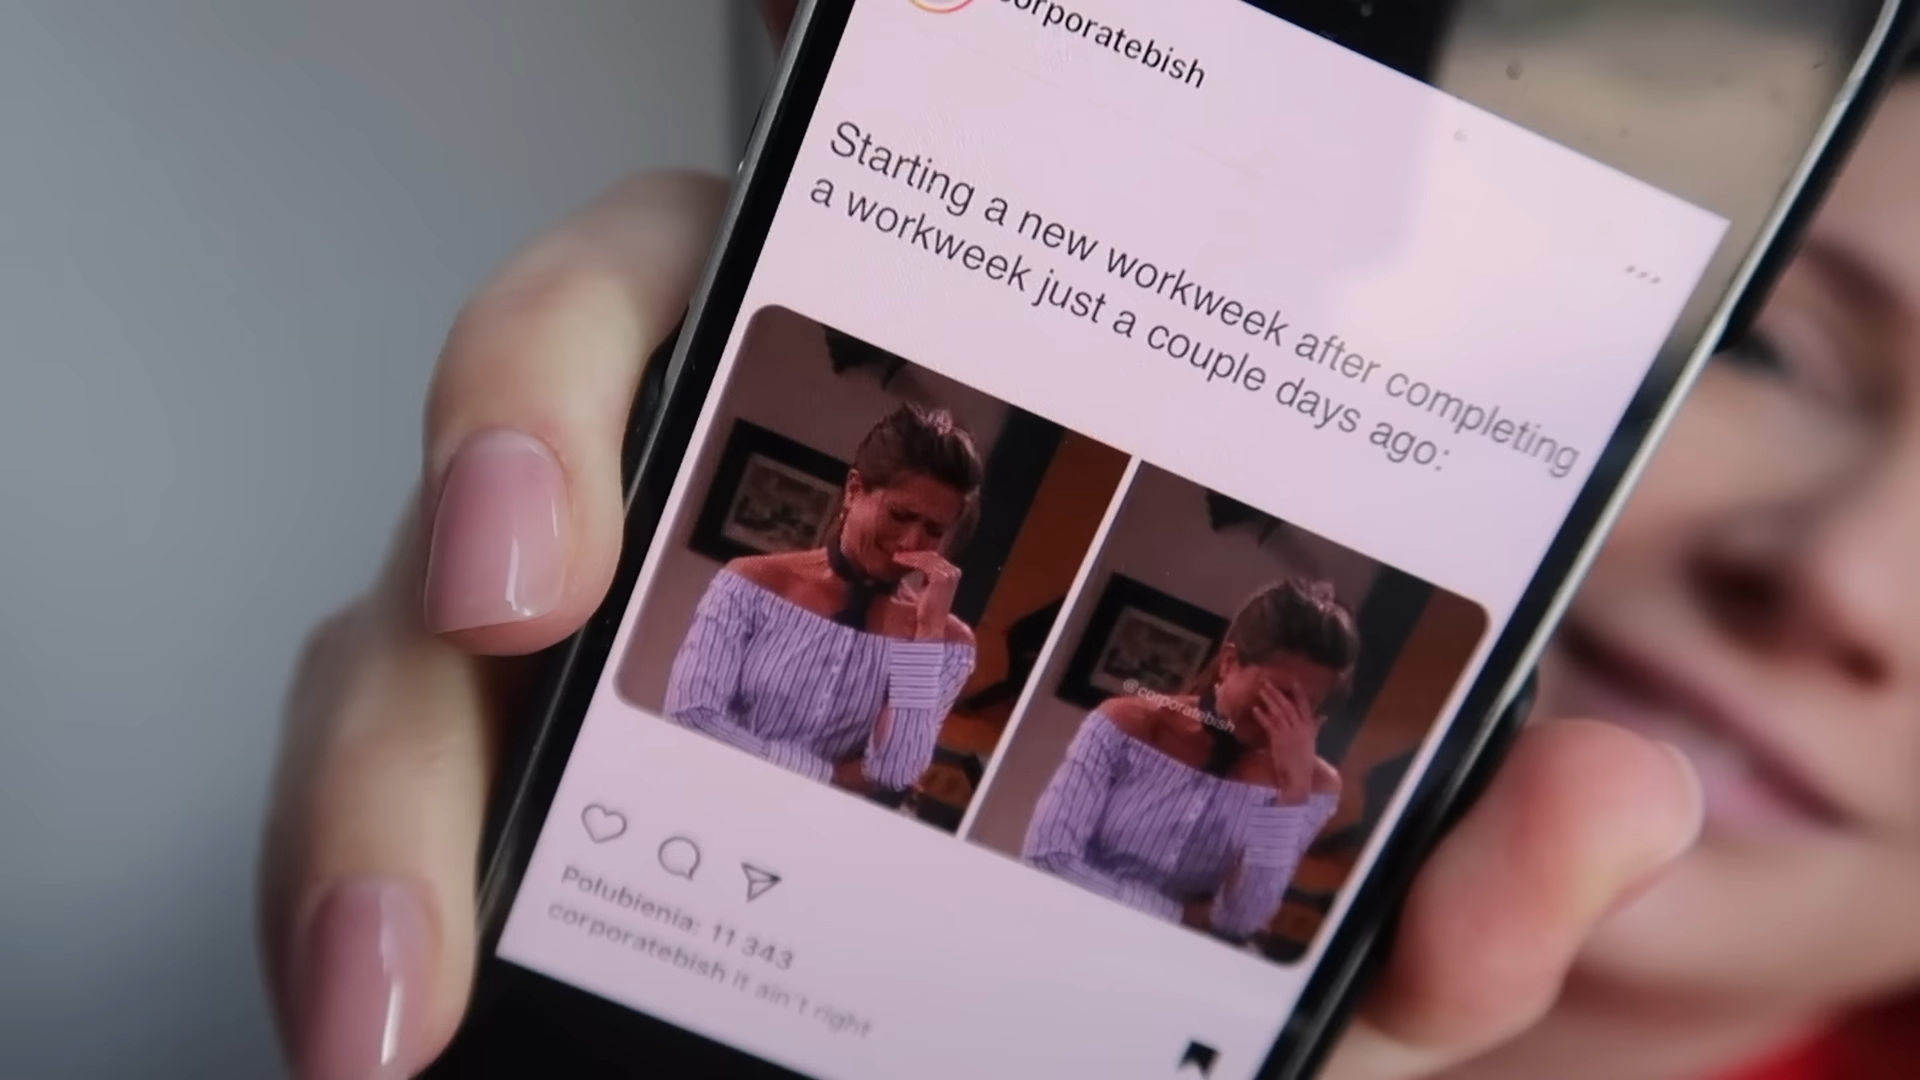 corporatebish
Starting a new workweek after completing
a workweek just a couple days ago:
@corporatebish
Polubienia: 11 343
corporatebish it ain't right